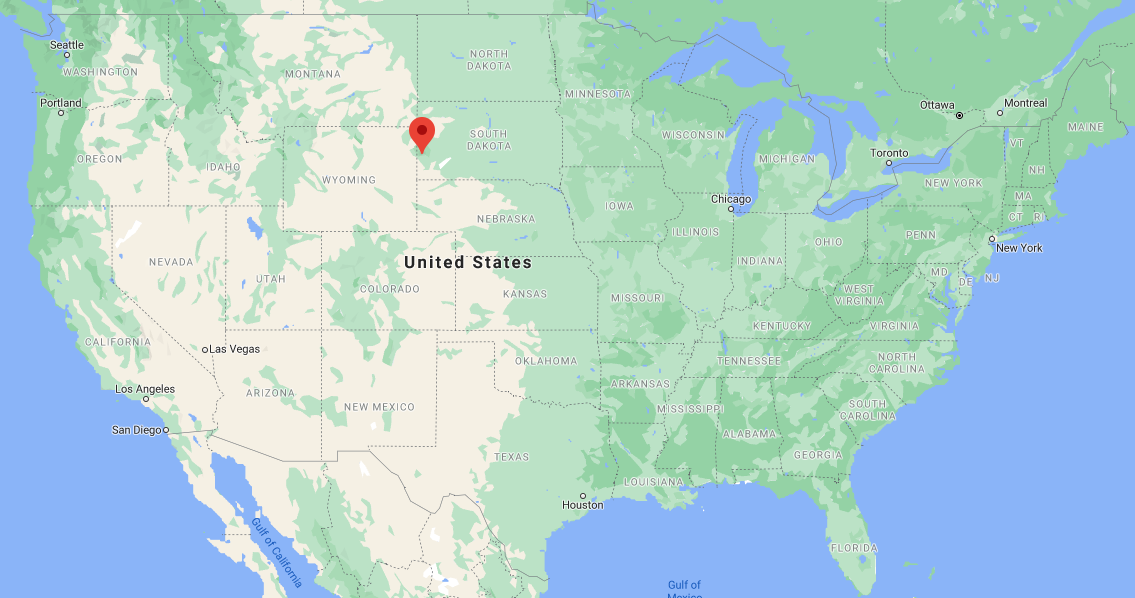 Seattle
WASHINGTON
Portland
OREGON
IDAHO
MONTANA
NORTH
DAKOTA
SOUTH
DAKOTA
MINNESOTA
WISCONSIN
MICHIGAN
Ottawa
Montreal
MAINE
Toronto
VT
NH
NEW YORK
MA
CT
RI
WYOMING
NEBRASKA
IOWA
Chicago
ILLINOIS
INDIANA
OHIO
PENN
New York
NEVADA
UTAH
COLORADO
United States
KANSAS
MISSOURI
WEST
VIRGINIA
MD
DE
NJ
CALIFORNIA
Las Vegas
KENTUCKY
VIRGINIA
Los Angeles
ARIZONA
NEW MEXICO
OKLAHOMA
ARKANSAS
TENNESSEE
NORTH
CAROLINA
San Diego
MISSISSIPPI
ALABAMA
SOUTH
CAROLINA
GEORGIA
TEXAS
LOUISIANA
Houston
Gulf of California
FLORIDA
Gulf of
Mexico